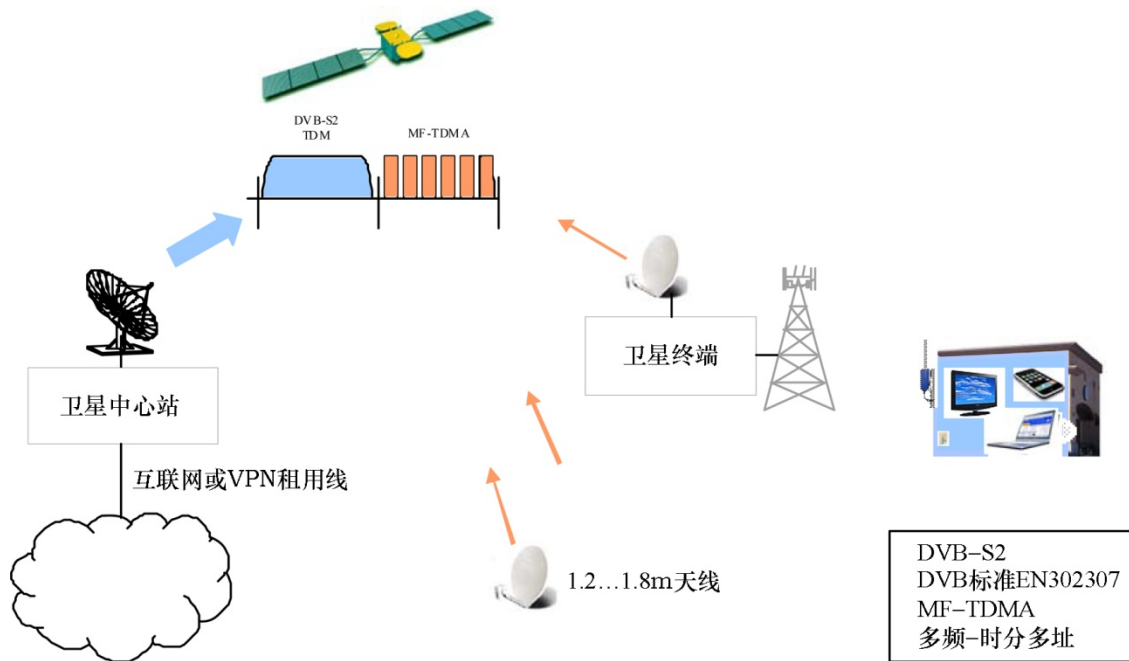 DVB-S2
TDM
MF-TDMA
卫星终端
卫星中心站
互联网或VPN租用线
1.2…1.8m天线
DVB-S2
DVB标准EN302307
MF-TDMA
多频-时分多址